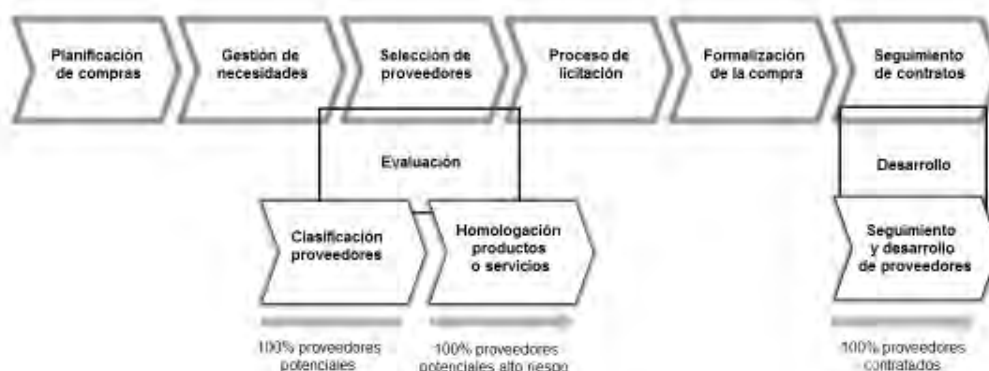 Planificación
de compras
Gestión de
necesidades
Selección de
proveedores
Proceso de
licitación
Formalización
de la compra
Seguimiento
de contratos
Evaluación
Desarrollo
Clasificación
proveedores
Homologación
productos
o servicios
Seguimiento
y desarrollo
de proveedores
100% proveedores
potenciales
100% proveedores
potenciales alto riesgo
100% proveedores
contratados